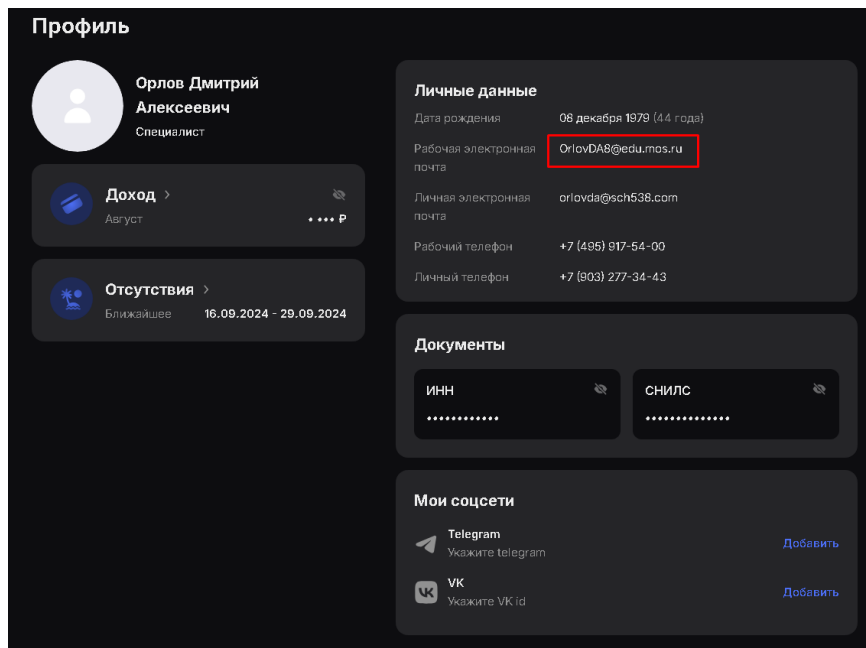 Профиль
Орлов Дмитрий
Алексеевич
Специалист
Доход >
Август • ••• ₽
Отсутствия >
Ближайшее 16.09.2024 - 29.09.2024
Личные данные
Дата рождения 08 декабря 1979 (44 года)
Рабочая электронная OrlovDA8@edu.mos.ru
почта
Личная электронная orlovda@sch538.com
почта
Рабочий телефон +7 (495) 917-54-00
Личный телефон +7 (903) 277-34-43
Документы
ИНН
••••••••••••
СНИЛС
••••••••••••••
Мои соцсети
Telegram
Укажите telegram Добавить
VK
Укажите VK id Добавить